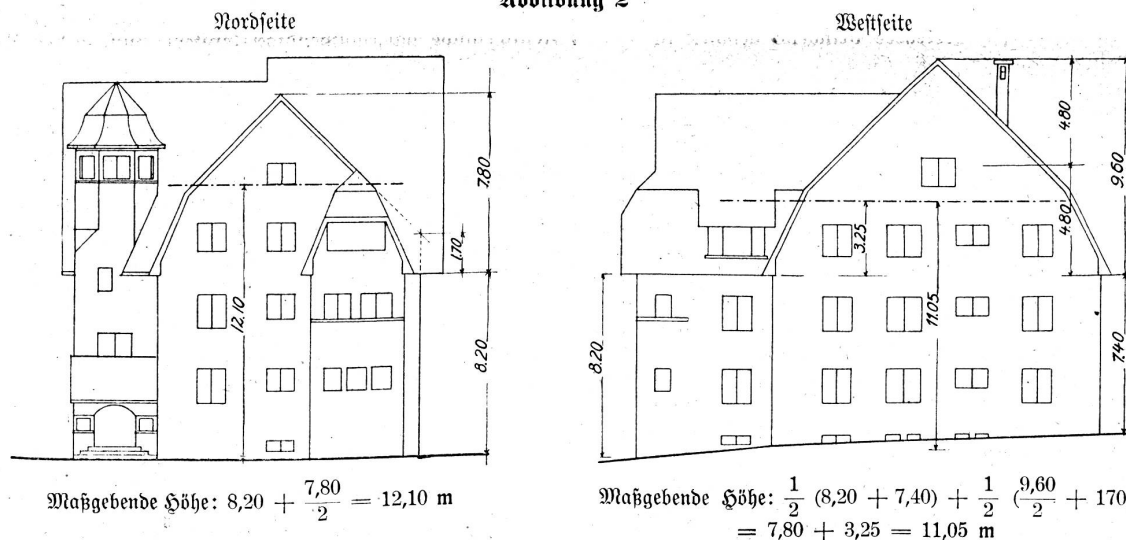 Abbildung 2
Nordseite
Westseite
7.80
1.70
12.10
8.20
4.80
9.60
4.80
3.25
11.05
8.20
7.40
Maßgebende Höhe: 8,20 + 7,80/2 = 12,10 m
Maßgebende Höhe: 1/2 (8,20 + 7,40) + 1/2 (9,60/2 + 170
= 7,80 + 3,25 = 11,05 m